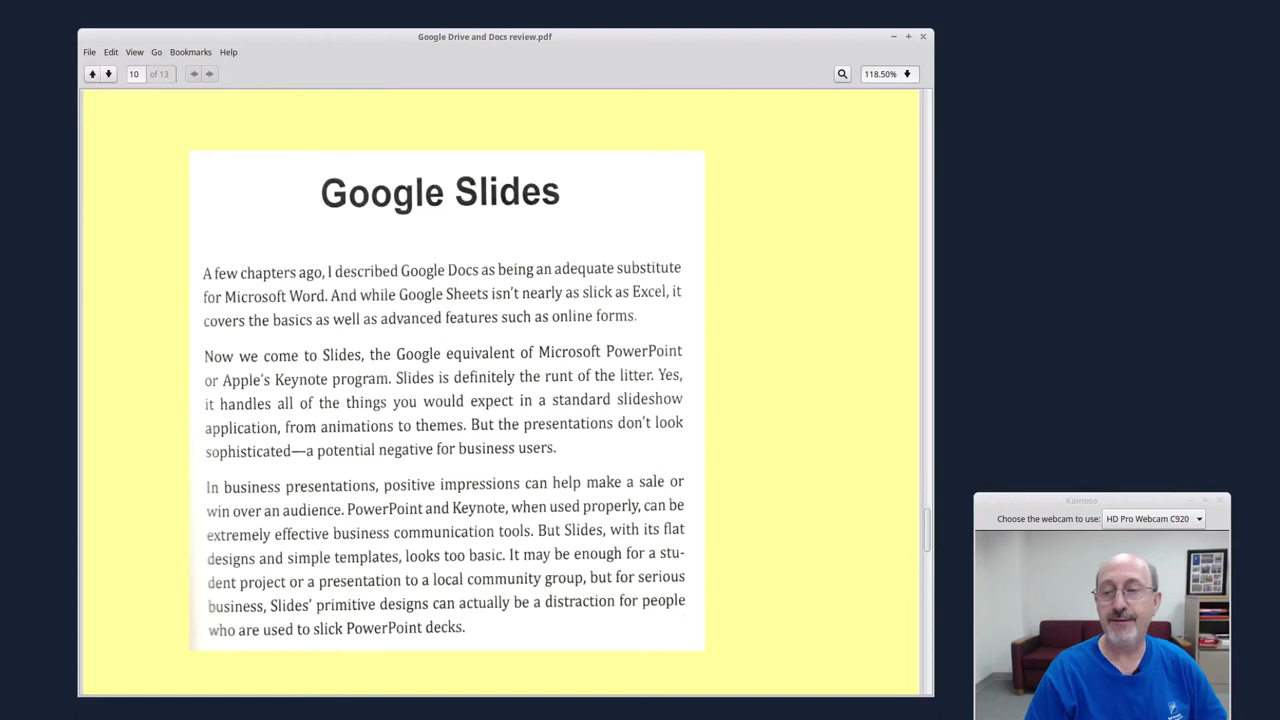 Google Drive and Docs review.pdf
File Edit View Go Bookmarks Help
10 of 13
118.50%
Google Slides
A few chapters ago, I described Google Docs as being an adequate substitute
for Microsoft Word. And while Google Sheets isn't nearly as slick as Excel, it
covers the basics as well as advanced features such as online forms.
Now we come to Slides, the Google equivalent of Microsoft PowerPoint
or Apple's Keynote program. Slides is definitely the runt of the litter. Yes,
it handles all of the things you would expect in a standard slideshow
application, from animations to themes. But the presentations don't look
sophisticated—a potential negative for business users.
In business presentations, positive impressions can help make a sale or
win over an audience. PowerPoint and Keynote, when used properly, can be
extremely effective business communication tools. But Slides, with its flat
designs and simple templates, looks too basic. It may be enough for a stu-
dent project or a presentation to a local community group, but for serious
business, Slides' primitive designs can actually be a distraction for people
who are used to slick PowerPoint decks.
Kamoso
Choose the webcam to use: HD Pro Webcam C920